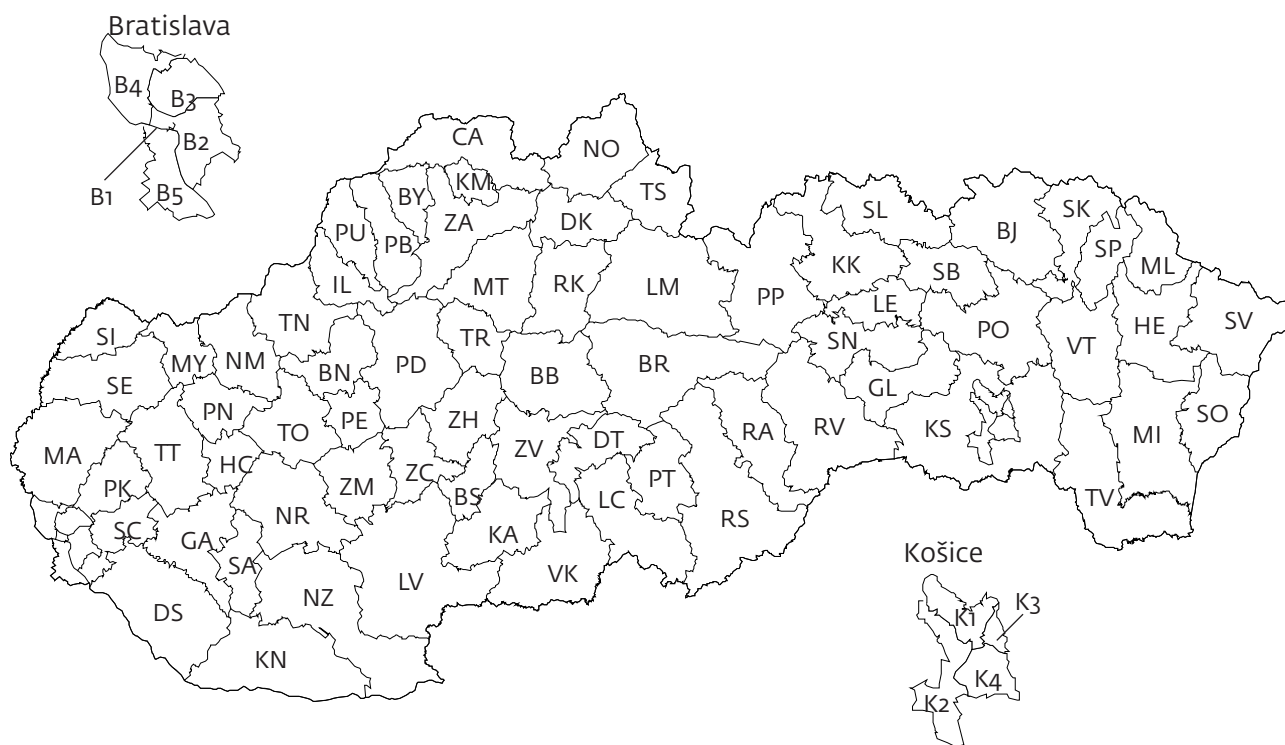 Bratislava
B4
B3
B2
B1
B5
CA
NO
KM
BY
TS
ZA
DK
PU
PB
SL
SK
BJ
SP
ML
KK
SB
IL
MT
RK
LM
PP
LE
TN
SI
TR
SN
PO
HE
SV
VT
MY
NM
BN
PD
BB
BR
SE
GL
PN
PE
ZH
TO
DT
RA
RV
KS
SO
MI
MA
TT
HC
ZV
ZC
PT
PK
ZM
BS
LC
TV
SC
GA
NR
KA
RS
SA
VK
LV
NZ
DS
KN
Košice
K1
K3
K4
K2